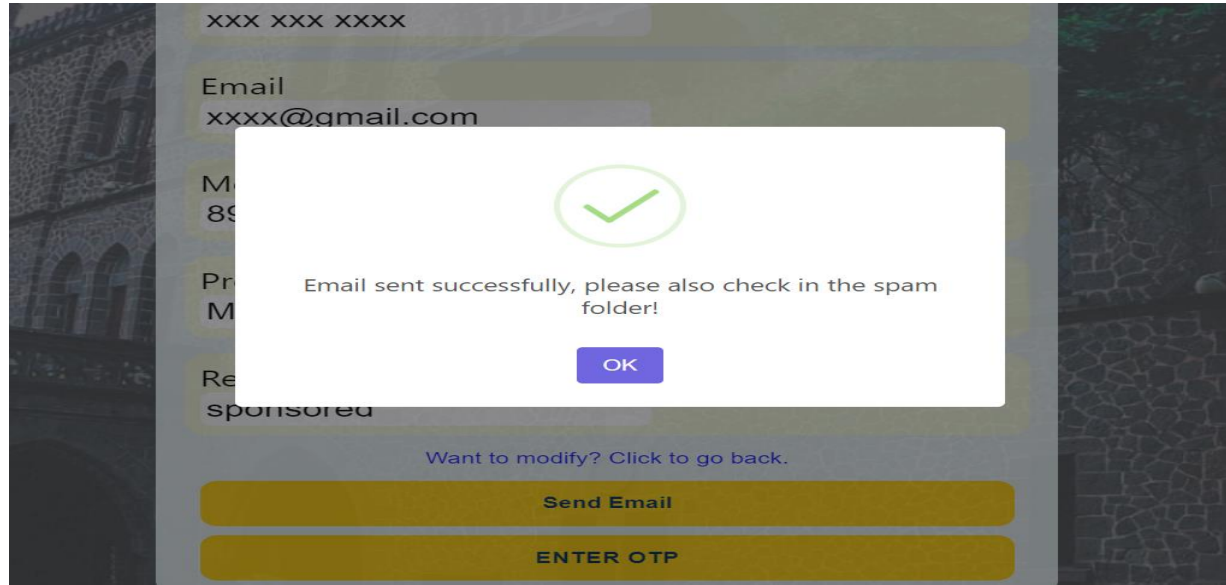 xxx xxx xxxx
Email
xxxx@gmail.com
89
Email sent successfully, please also check in the spam
folder!
OK
sponsored
Want to modify? Click to go back.
Send Email
ENTER OTP